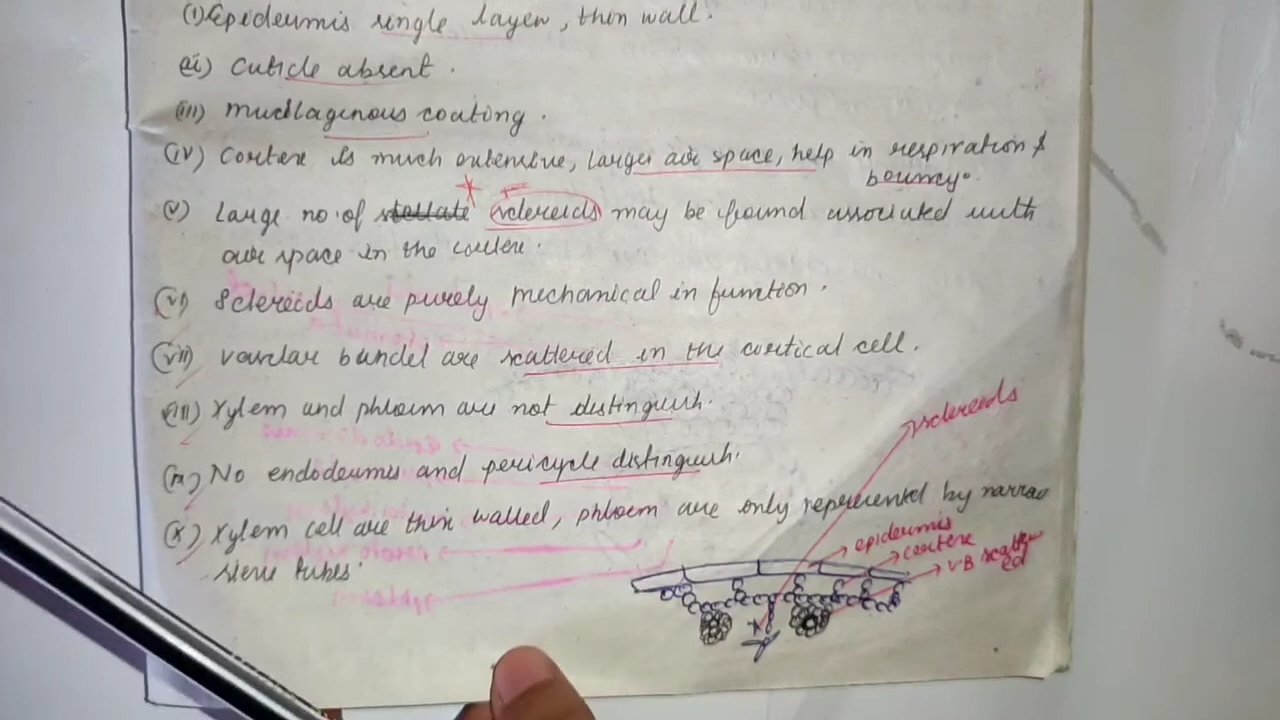 (i) Epidermis single layer, thin wall.
(ii) Cuticle absent.
(iii) mucilagenous coating.
(iv) Cortex is much extensive, larger air space, help in respiration &
bouncy.
(v) Large no. of stellate sclereids may be found associated with
air space in the cortex.
(vi) Sclereids are purely mechanical in function.
(vii) vascular bundel are scattered in the cortical cell.
(viii) Xylem and phloem are not distinguish.
(ix) No endodermis and pericycle distinguish.
(x) Xylem cell are thin walled, phloem are only represented by narrow
sieve tubes.
sclereids
epidermis
cortex
V.B scattered